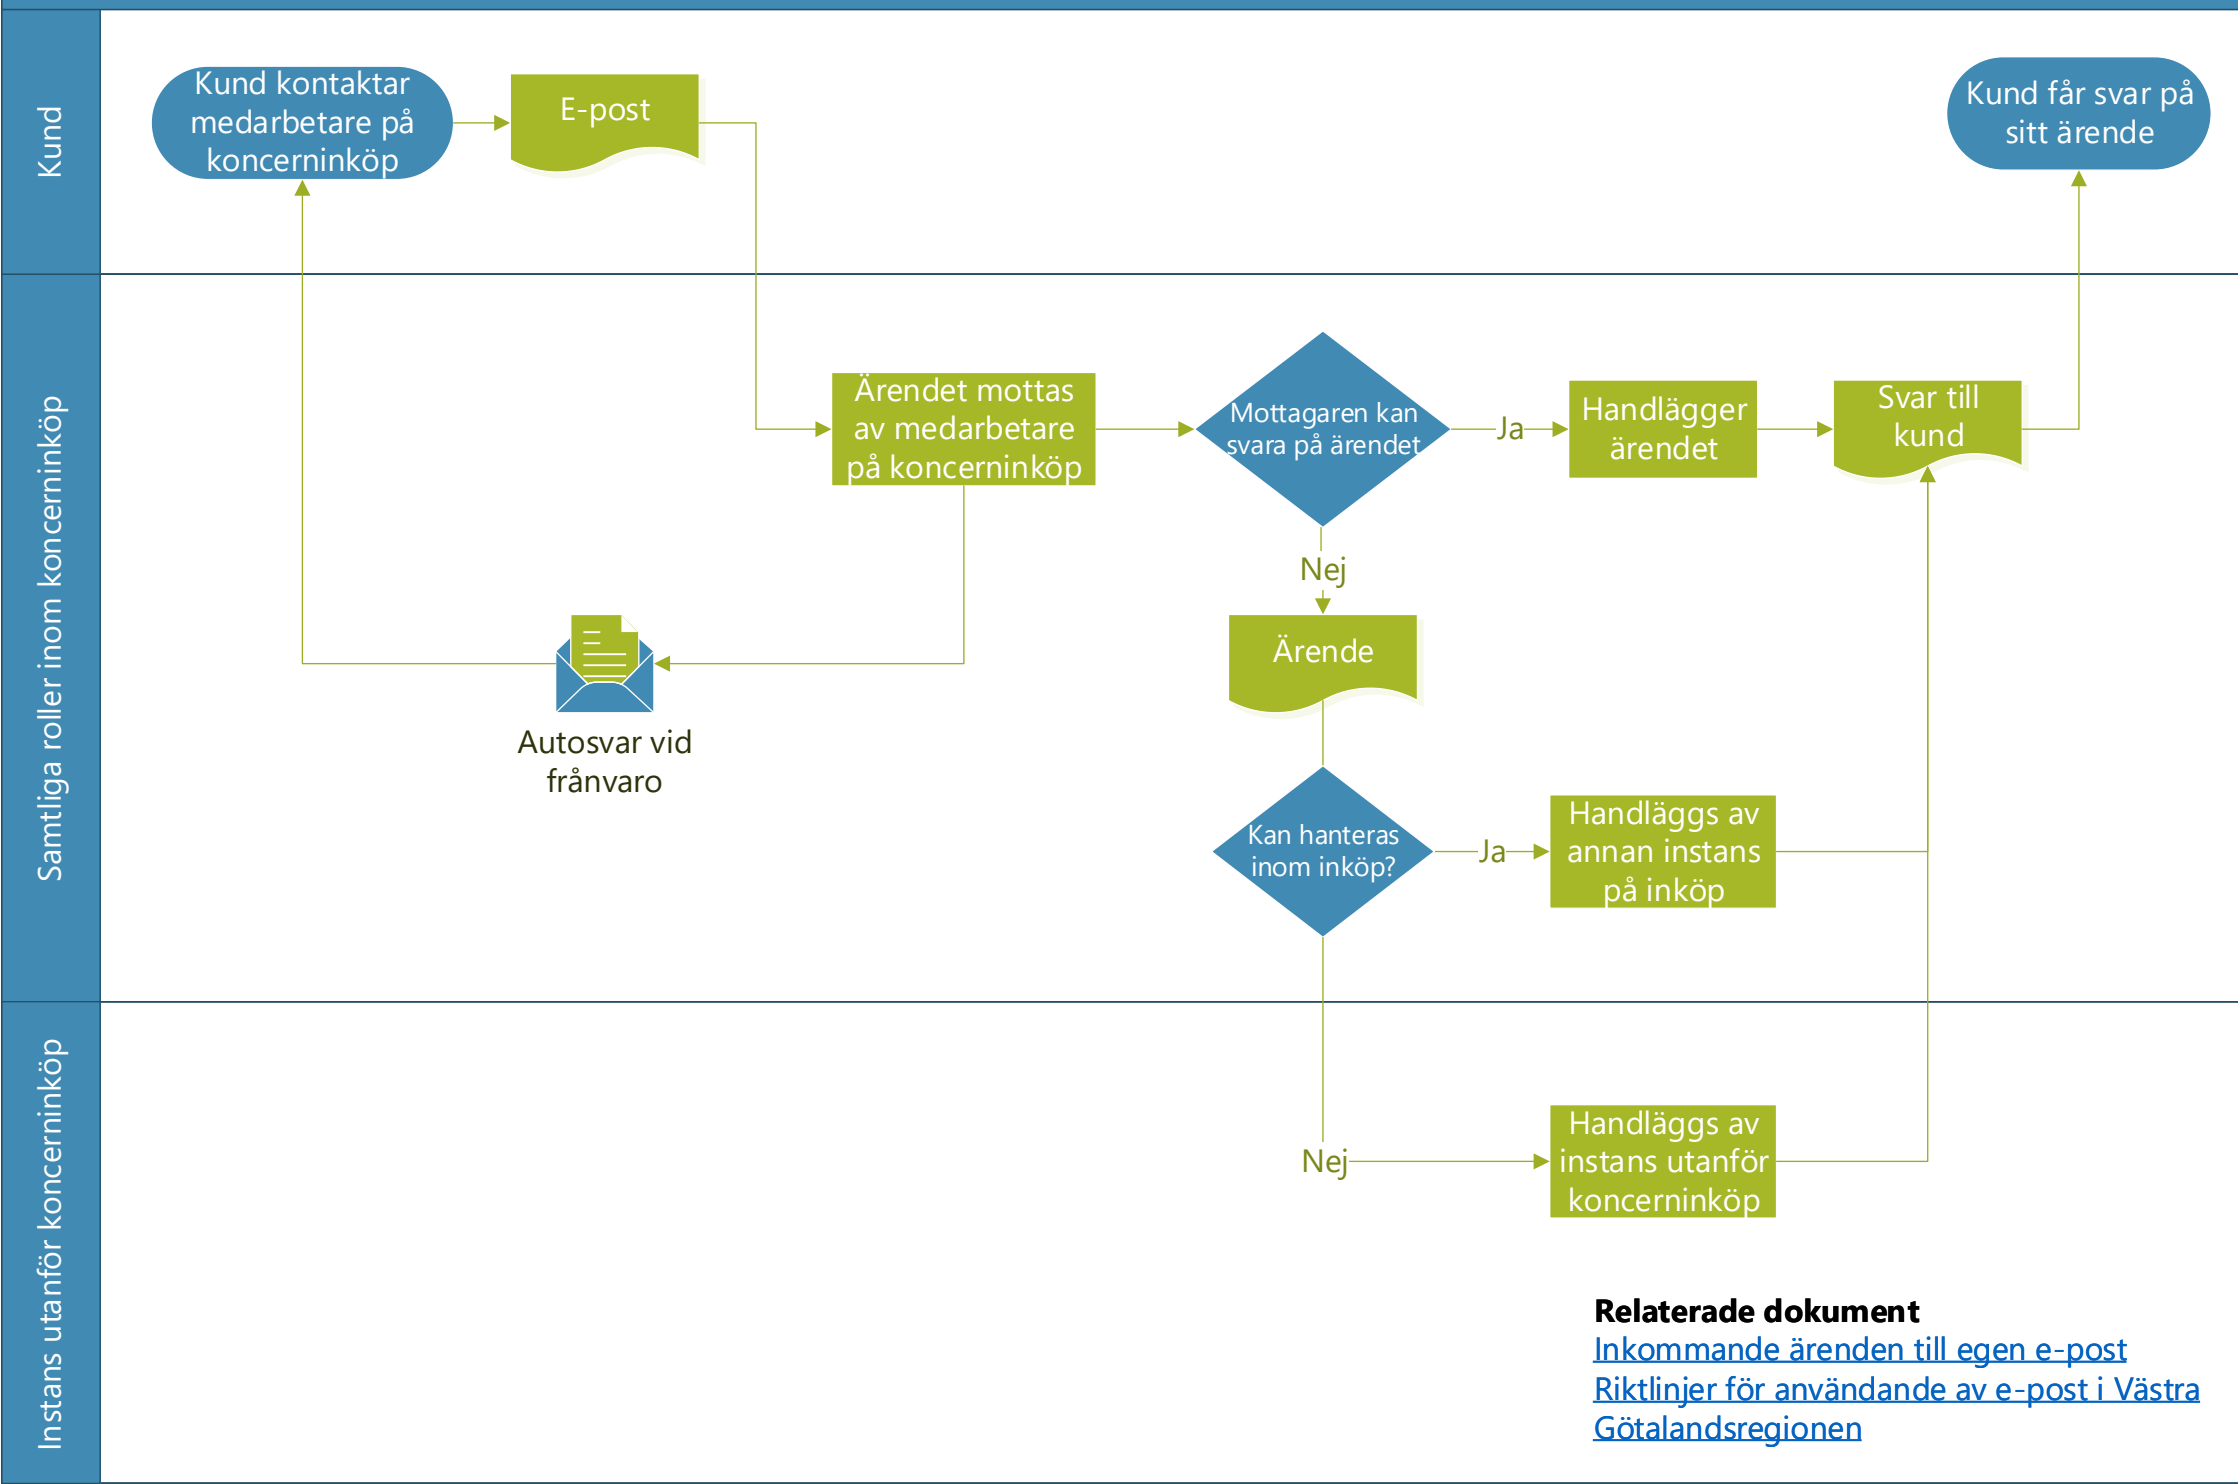 Kund
Kund kontaktar
medarbetare på
koncerninköp
E-post
Kund får svar på
sitt ärende
Samtliga roller inom koncerninköp
Ärendet mottas
av medarbetare
på koncerninköp
Mottagaren kan
svara på ärendet
Ja
Handlägger
ärendet
Svar till
kund
Nej
Ärende
Autosvar vid
frånvaro
Kan hanteras
inom inköp?
Ja
Handläggs av
annan instans
på inköp
Instans utanför koncerninköp
Nej
Handläggs av
instans utanför
koncerninköp
Relaterade dokument
Inkommande ärenden till egen e-post
Riktlinjer för användande av e-post i Västra
Götalandsregionen